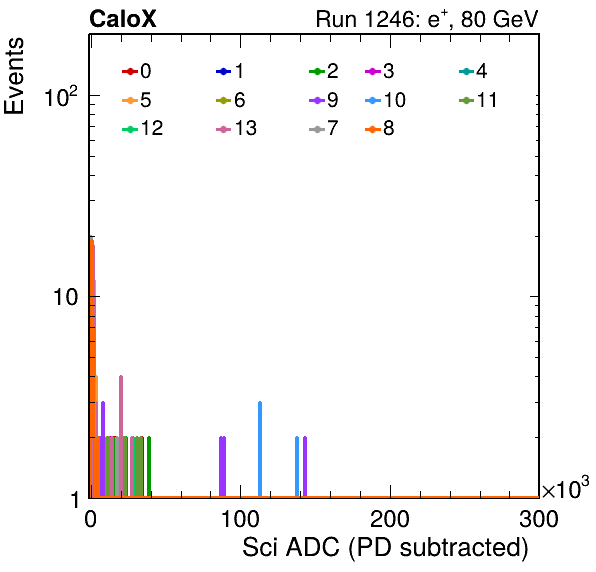 CaloX Run 1246: e⁺, 80 GeV
Events
10²
10
1
0 1 2 3 4
5 6 9 10 11
12 13 7 8
0 100 200 300
×10³
Sci ADC (PD subtracted)